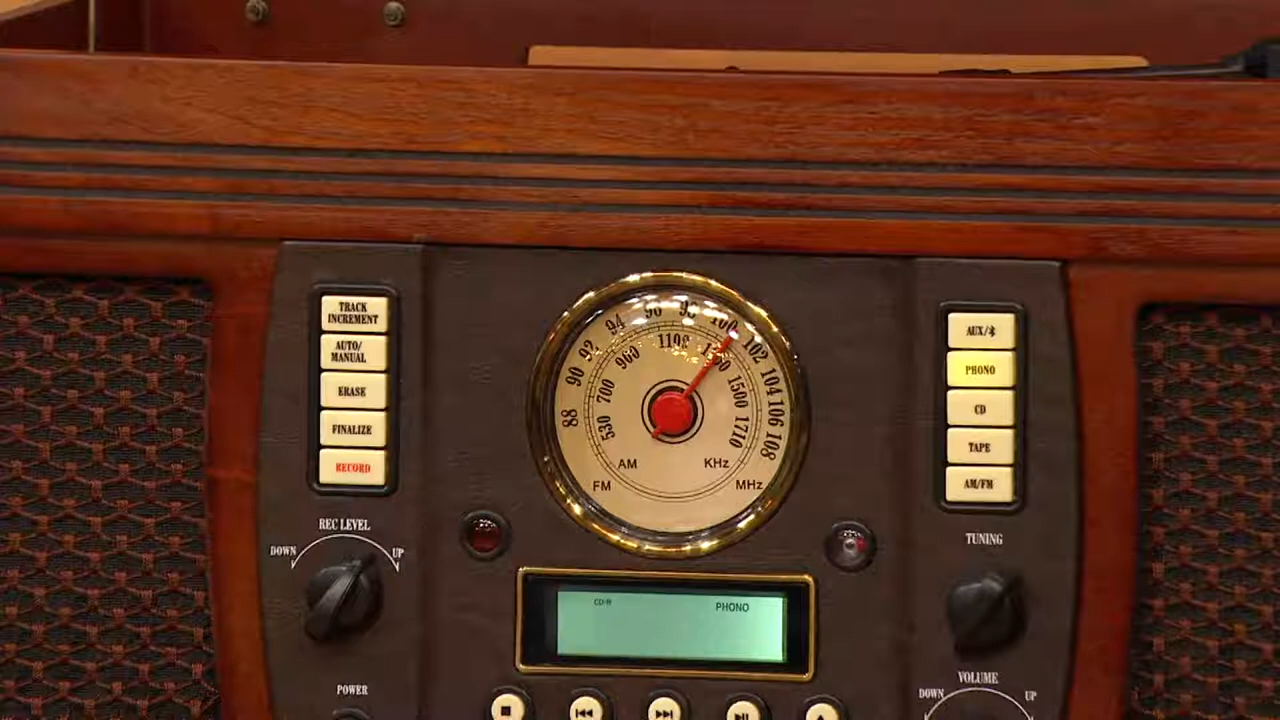 TRACK
INCREMENT
AUTO/
MANUAL
ERASE
FINALIZE
RECORD
REC LEVEL
DOWN
UP
POWER
88 90 92 94 96 98 100 102 104 106 108
530 700 960 1500 1710
AM
KHz
FM
MHz
CD-R
PHONO
AUX/
PHONO
CD
TAPE
AM/FM
TUNING
VOLUME
DOWN
UP